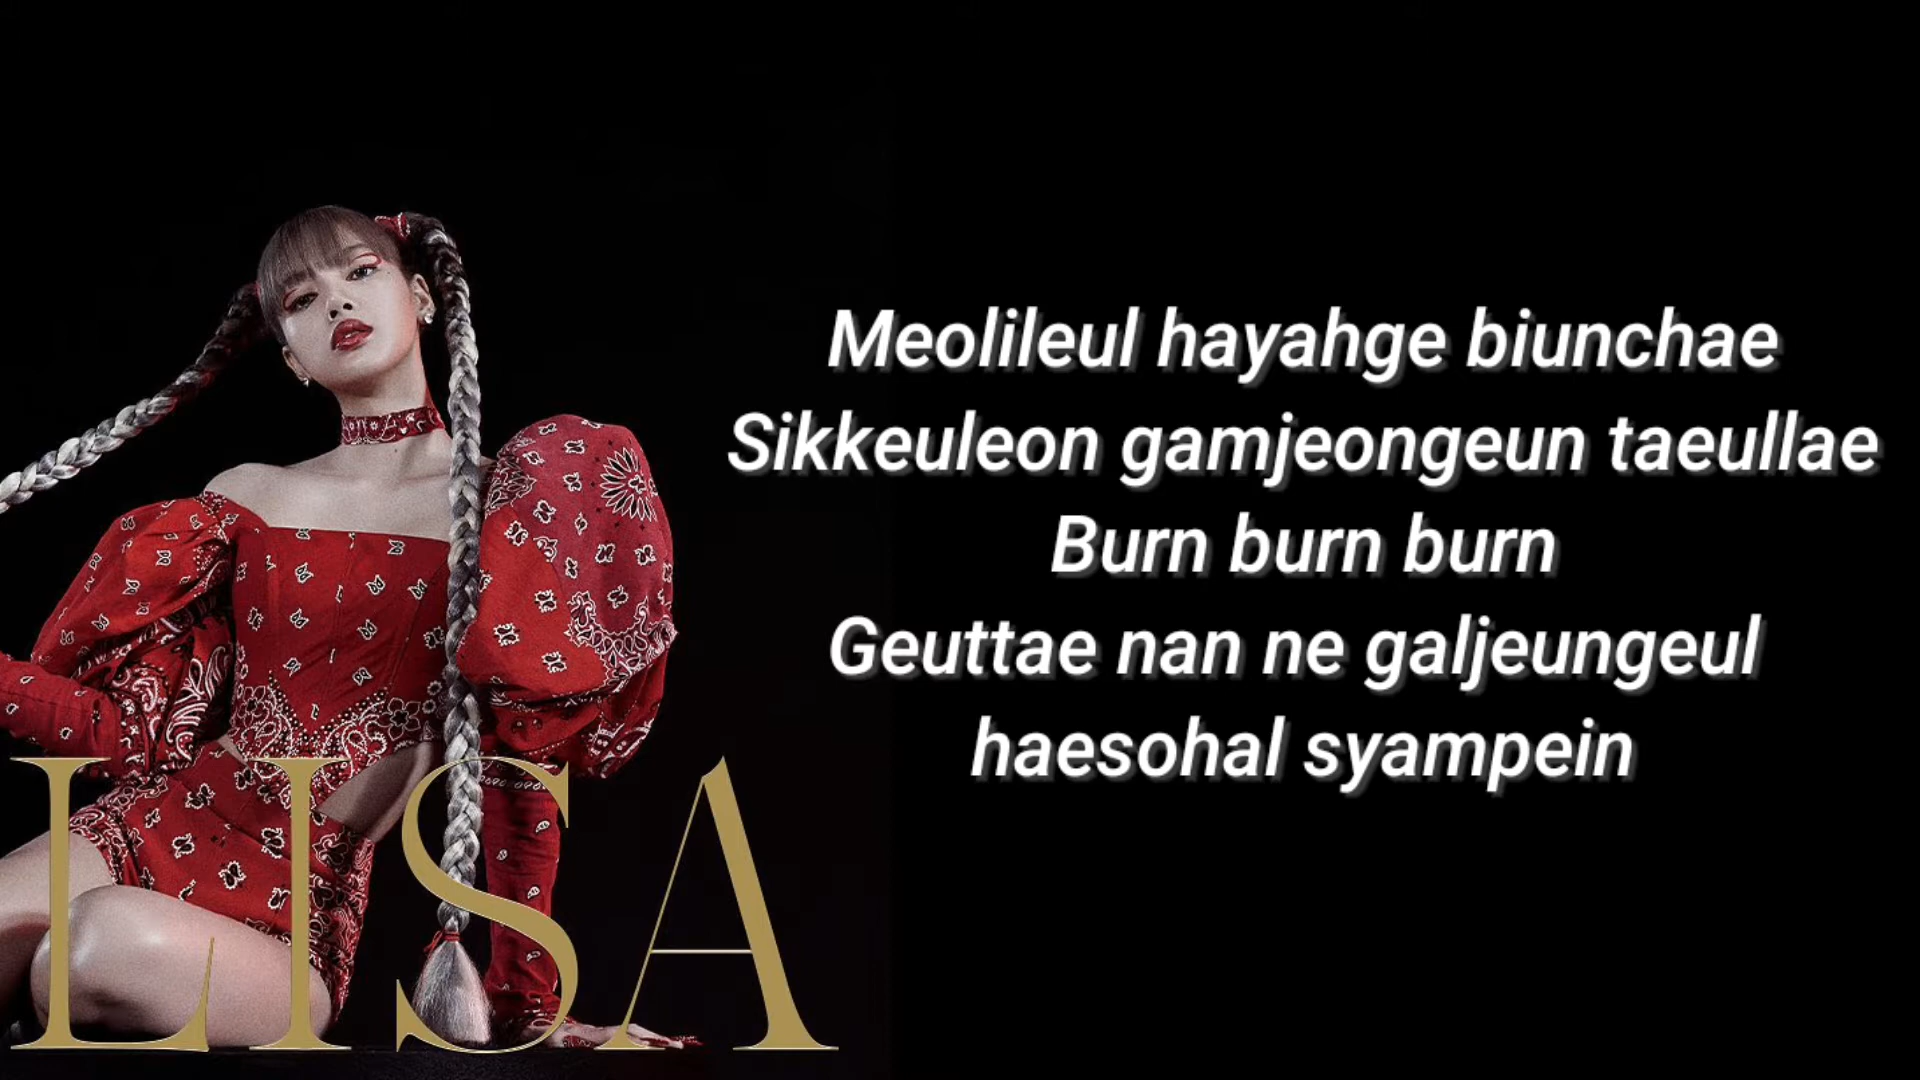 Meolileul hayahge biunchae
Sikkeuleon gamjeongeun taeullae
Burn burn burn
Geuttae nan ne galjeungeul
haesohal syampein
LISA